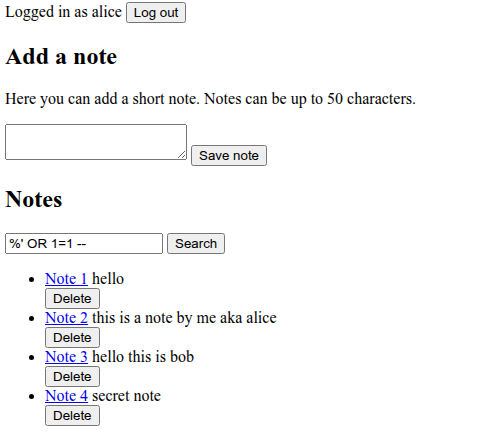 Logged in as alice Log out
Add a note
Here you can add a short note. Notes can be up to 50 characters.
Save note
Notes
%' OR 1=1 -- Search
Note 1 hello
Delete
Note 2 this is a note by me aka alice
Delete
Note 3 hello this is bob
Delete
Note 4 secret note
Delete